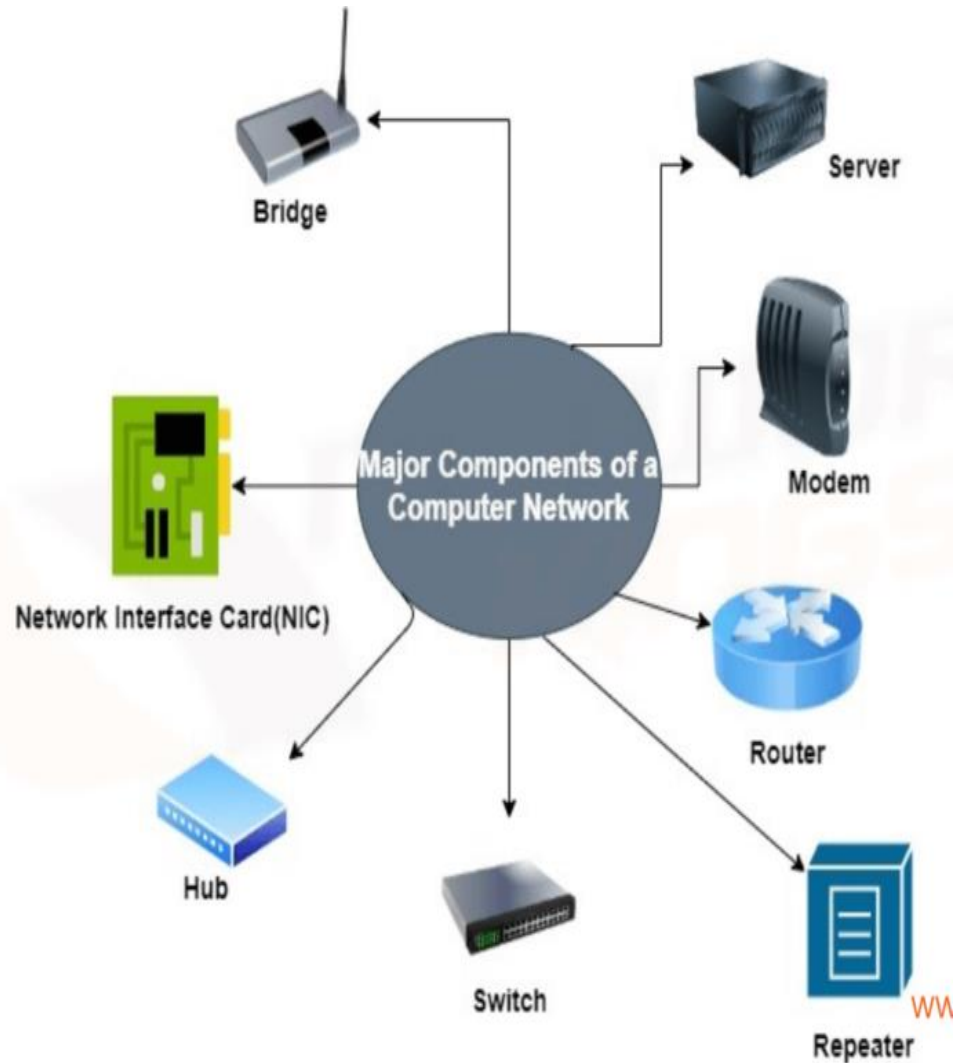 Bridge
Server
Major Components of a
Computer Network
Modem
Network Interface Card(NIC)
Router
Hub
Switch
Repeater